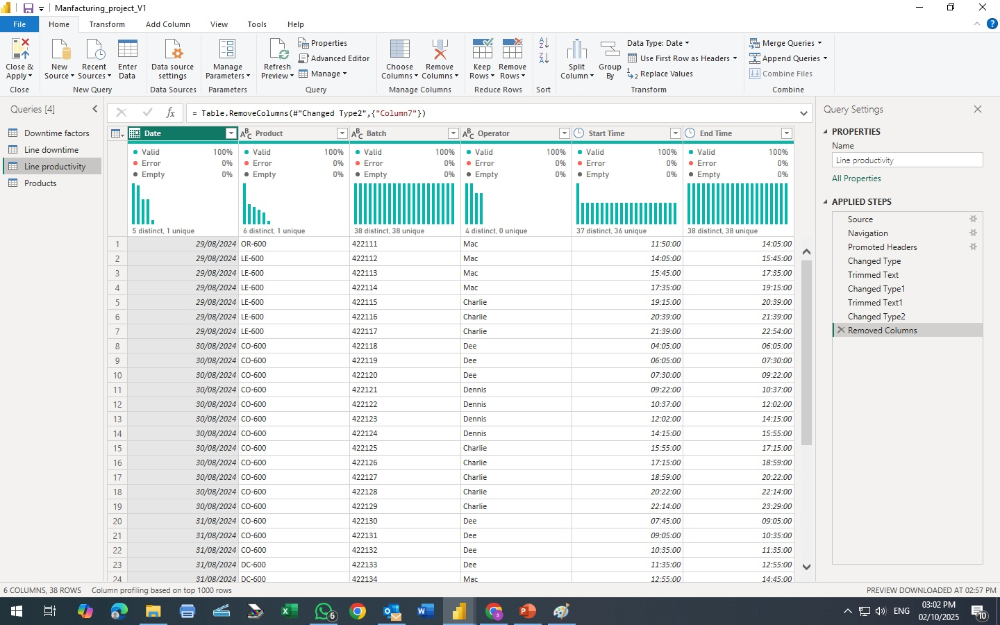 Manfacturing_project_V1
File Home Transform Add Column View Tools Help
Close & Apply
Close
New Source Recent Sources Enter Data
New Query
Data source settings
Data Sources
Manage Parameters
Parameters
Refresh Preview
Properties
Advanced Editor
Manage
Query
Choose Columns Remove Columns
Manage Columns
Keep Rows Remove Rows
Reduce Rows
A Z
Z A
Sort
Split Column Group By
Data Type: Date
Use First Row as Headers
1 2 Replace Values
Transform
Merge Queries
Append Queries
Combine Files
Combine
Queries [4]
Downtime factors
Line downtime
Line productivity
Products
fx = Table.RemoveColumns(#"Changed Type2",{"Column7"})
Date ABC Product ABC Batch ABC Operator Start Time End Time
Valid 100% Valid 100% Valid 100% Valid 100% Valid 100% Valid 100%
Error 0% Error 0% Error 0% Error 0% Error 0% Error 0%
Empty 0% Empty 0% Empty 0% Empty 0% Empty 0% Empty 0%
5 distinct, 1 unique 6 distinct, 1 unique 38 distinct, 38 unique 4 distinct, 0 unique 37 distinct, 36 unique 38 distinct, 38 unique
1 29/08/2024 OR-600 422111 Mac 11:50:00 14:05:00
2 29/08/2024 LE-600 422112 Mac 14:05:00 15:45:00
3 29/08/2024 LE-600 422113 Mac 15:45:00 17:35:00
4 29/08/2024 LE-600 422114 Mac 17:35:00 19:15:00
5 29/08/2024 LE-600 422115 Charlie 19:15:00 20:39:00
6 29/08/2024 LE-600 422116 Charlie 20:39:00 21:39:00
7 29/08/2024 LE-600 422117 Charlie 21:39:00 22:54:00
8 30/08/2024 CO-600 422118 Dee 04:05:00 06:05:00
9 30/08/2024 CO-600 422119 Dee 06:05:00 07:30:00
10 30/08/2024 CO-600 422120 Dee 07:30:00 09:22:00
11 30/08/2024 CO-600 422121 Dennis 09:22:00 10:37:00
12 30/08/2024 CO-600 422122 Dennis 10:37:00 12:02:00
13 30/08/2024 CO-600 422123 Dennis 12:02:00 14:15:00
14 30/08/2024 CO-600 422124 Dennis 14:15:00 15:55:00
15 30/08/2024 CO-600 422125 Charlie 15:55:00 17:15:00
16 30/08/2024 CO-600 422126 Charlie 17:15:00 18:59:00
17 30/08/2024 CO-600 422127 Charlie 18:59:00 20:22:00
18 30/08/2024 CO-600 422128 Charlie 20:22:00 22:14:00
19 30/08/2024 CO-600 422129 Charlie 22:14:00 23:29:00
20 31/08/2024 CO-600 422130 Dee 07:45:00 09:05:00
21 31/08/2024 CO-600 422131 Dee 09:05:00 10:35:00
22 31/08/2024 CO-600 422132 Dee 10:35:00 11:35:00
23 31/08/2024 DC-600 422133 Dee 11:35:00 12:55:00
24 31/08/2024 DC-600 422134 Mac 12:55:00 14:45:00
Query Settings
PROPERTIES
Name
Line productivity
All Properties
APPLIED STEPS
Source
Navigation
Promoted Headers
Changed Type
Trimmed Text
Changed Type1
Trimmed Text1
Changed Type2
Removed Columns
6 COLUMNS, 38 ROWS Column profiling based on top 1000 rows PREVIEW DOWNLOADED AT 02:57 PM
6
ENG
03:02 PM
02/10/2025
10